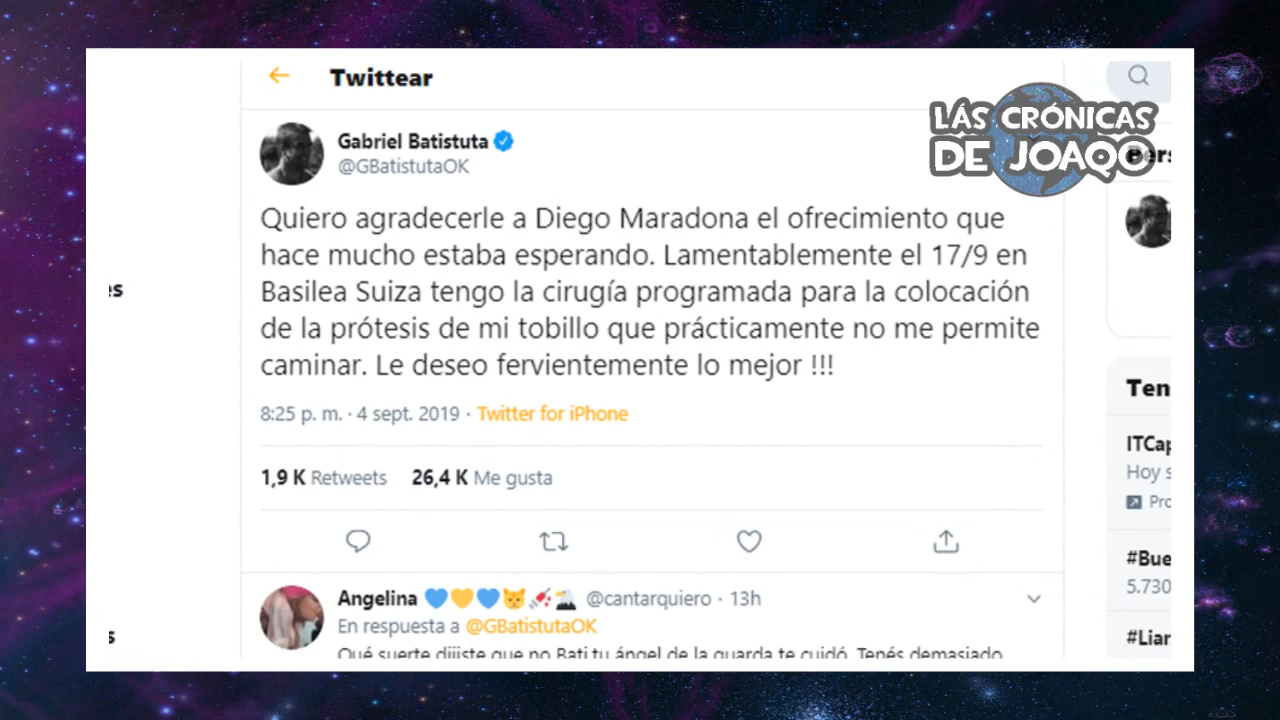 Twittear
LÁS CRÓNICAS
DE JOAQO
Gabriel Batistuta
@GBatistutaOK
Quiero agradecerle a Diego Maradona el ofrecimiento que
hace mucho estaba esperando. Lamentablemente el 17/9 en
Basilea Suiza tengo la cirugía programada para la colocación
de la prótesis de mi tobillo que prácticamente no me permite
caminar. Le deseo fervientemente lo mejor !!!
8:25 p. m. · 4 sept. 2019 · Twitter for iPhone
1,9 K Retweets 26,4 K Me gusta
Angelina 💙💛💙😺💉🏔 @cantarquiero · 13h
En respuesta a @GBatistutaOK
Qué suerte dijiste que no Bati tu ángel de la guarda te cuidó. Tenés demasiado
Ten
ITCap
Hoy s
Pro
#Bue
5.730
#Lian